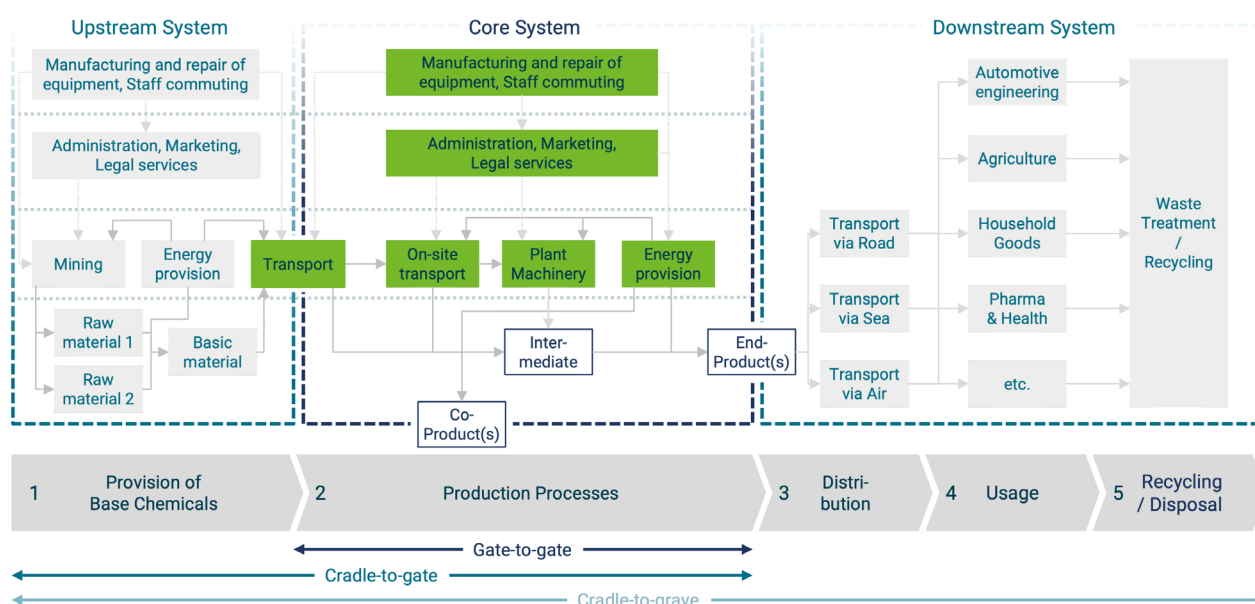 Upstream System
Core System
Downstream System
Manufacturing and repair of
equipment, Staff commuting
Manufacturing and repair of
equipment, Staff commuting
Automotive
engineering
Administration, Marketing,
Legal services
Administration, Marketing,
Legal services
Agriculture
Mining
Energy
provision
Transport
On-site
transport
Plant
Machinery
Energy
provision
Transport
via Road
Household
Goods
Waste
Treatment
/
Recycling
Raw
material 1
Basic
material
Raw
material 2
Inter-
mediate
End-
Product(s)
Transport
via Sea
Pharma
& Health
Transport
via Air
etc.
Co-
Product(s)
1
Provision of
Base Chemicals
2
Production Processes
3
Distri-
bution
4
Usage
5
Recycling
/ Disposal
Gate-to-gate
Cradle-to-gate
Cradle-to-grave